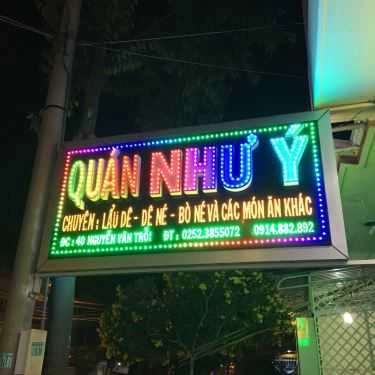 QUÁN NHƯ Ý
CHUYÊN : LẨU DÊ - DÊ NÉ - BÒ NÉ VÀ CÁC MÓN ĂN KHÁC
ĐC : 40 NGUYỄN VĂN TRỖI ĐT : 0252.3855072 0914.882.892